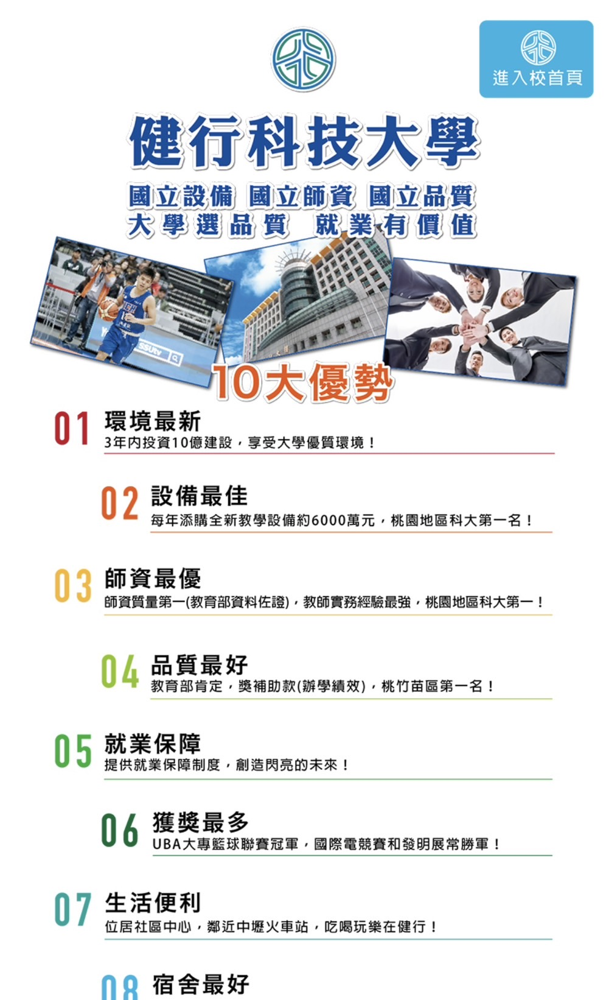 進入校首頁
健行科技大學
國立設備 國立師資 國立品質
大學選品質 就業有價值
SSUtv
10大優勢
01 環境最新
3年内投資10億建設，享受大學優質環境！
02 設備最佳
每年添購全新教學設備約6000萬元，桃園地區科大第一名！
03 師資最優
師資質量第一(教育部資料佐證)，教師實務經驗最強，桃園地區科大第一！
04 品質最好
教育部肯定，獎補助款(辦學績效)，桃竹苗區第一名！
05 就業保障
提供就業保障制度，創造閃亮的未來！
06 獲獎最多
UBA大專籃球聯賽冠軍，國際電競賽和發明展常勝軍！
07 生活便利
位居社區中心，鄰近中壢火車站，吃喝玩樂在健行！
08 宿舍最好